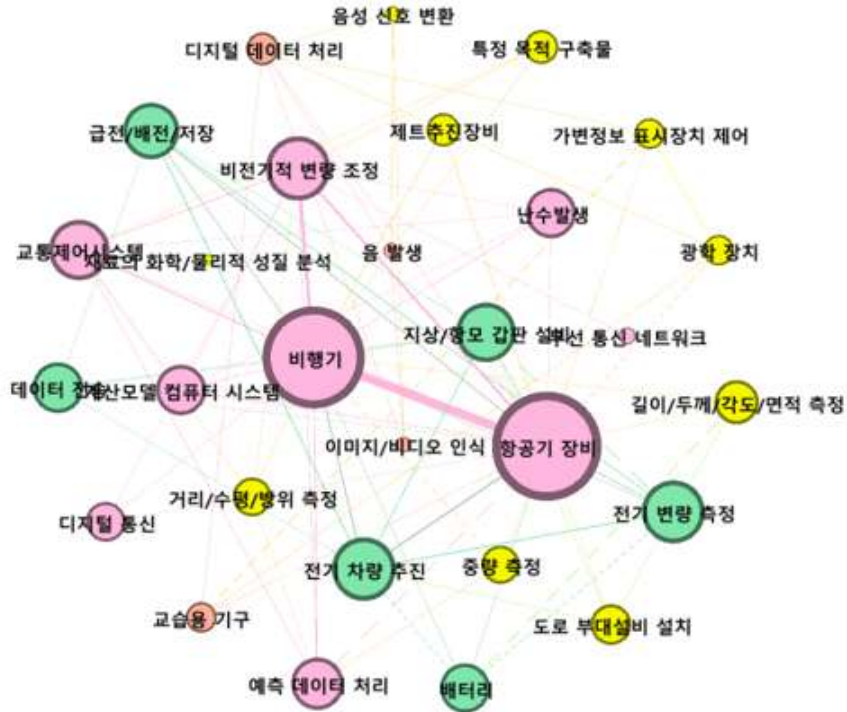 음성 신호 변환
디지털 데이터 처리
특정 목적 구축물
급전/배전/저장
제트추진장비
가변정보 표시장치 제어
비전기적 변량 조정
난수발생
교통제어시스템
재료의 화학/물리적 성질 분석
음 발생
광학 장치
지상/항모 갑판 설비
무선 통신 네트워크
비행기
데이터 전송
계산모델 컴퓨터 시스템
길이/두께/각도/면적 측정
이미지/비디오 인식
항공기 장비
거리/수평/방위 측정
전기 변량 측정
디지털 통신
전기 차량 추진
중량 측정
교습용 기구
도로 부대설비 설치
예측 데이터 처리
배터리